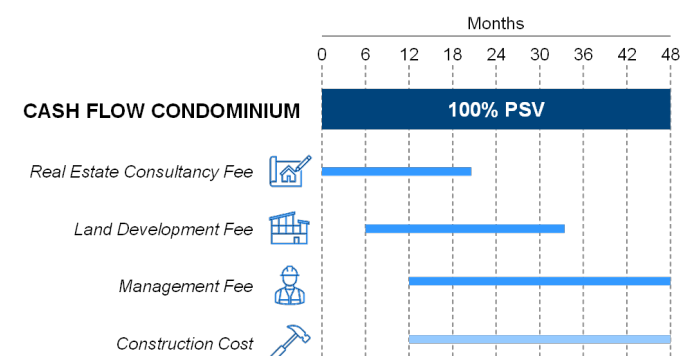 Months
0 6 12 18 24 30 36 42 48
CASH FLOW CONDOMINIUM 100% PSV
Real Estate Consultancy Fee
Land Development Fee
Management Fee
Construction Cost